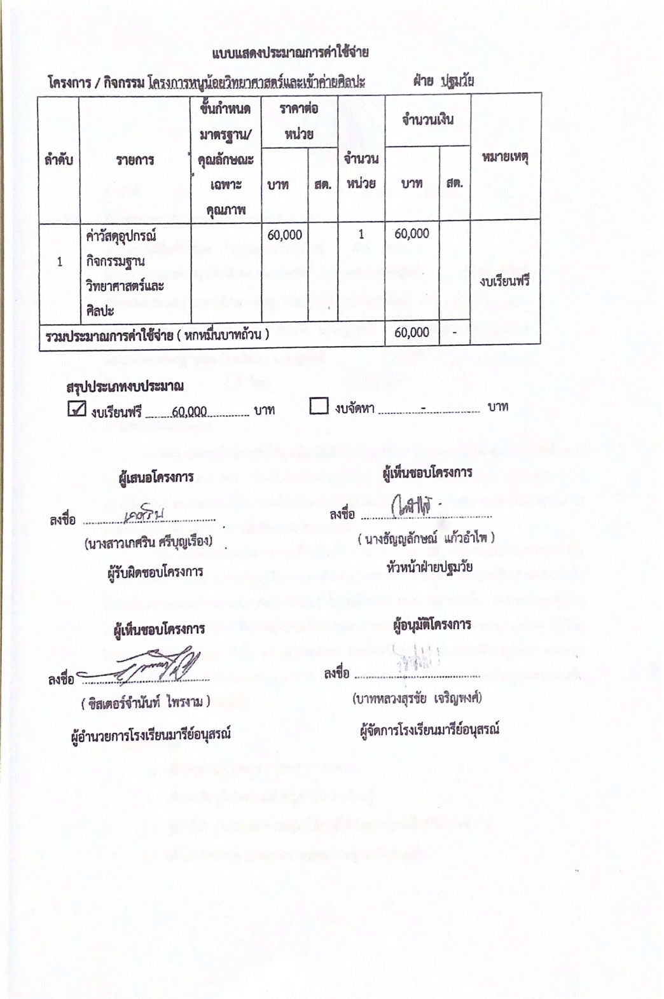 แบบแสดงประมาณการค่าใช้จ่าย
โครงการ / กิจกรรม โครงการหนูน้อยวิทยาศาสตร์และเข้าค่ายศิลปะ ฝ่าย ปฐมวัย
ลำดับ รายการ ขั้นกำหนด มาตรฐาน/ คุณลักษณะ เฉพาะ คุณภาพ ราคาต่อ หน่วย จำนวน หน่วย จำนวนเงิน หมายเหตุ
บาท สต. บาท สต.
1 ค่าวัสดุอุปกรณ์ 60,000 1 60,000 งบเรียนฟรี
กิจกรรมฐาน
วิทยาศาสตร์และ
ศิลปะ
รวมประมาณการค่าใช้จ่าย ( หกหมื่นบาทถ้วน ) 60,000 -
สรุปประเภทงบประมาณ
งบเรียนฟรี 60,000 บาท งบจัดหา - บาท
ผู้เสนอโครงการ ผู้เห็นชอบโครงการ
ลงชื่อ เกศริน ลงชื่อ
(นางสาวเกศริน ศรีบุญเรือง) ( นางธัญญลักษณ์ แก้วอำไพ )
ผู้รับผิดชอบโครงการ หัวหน้าฝ่ายปฐมวัย
ผู้เห็นชอบโครงการ ผู้อนุมัติโครงการ
ลงชื่อ ลงชื่อ
( ซิสเตอร์จำนันท์ ไพรงาม ) (บาทหลวงสุรชัย เจริญพงศ์)
ผู้อำนวยการโรงเรียนมารีย์อนุสรณ์ ผู้จัดการโรงเรียนมารีย์อนุสรณ์